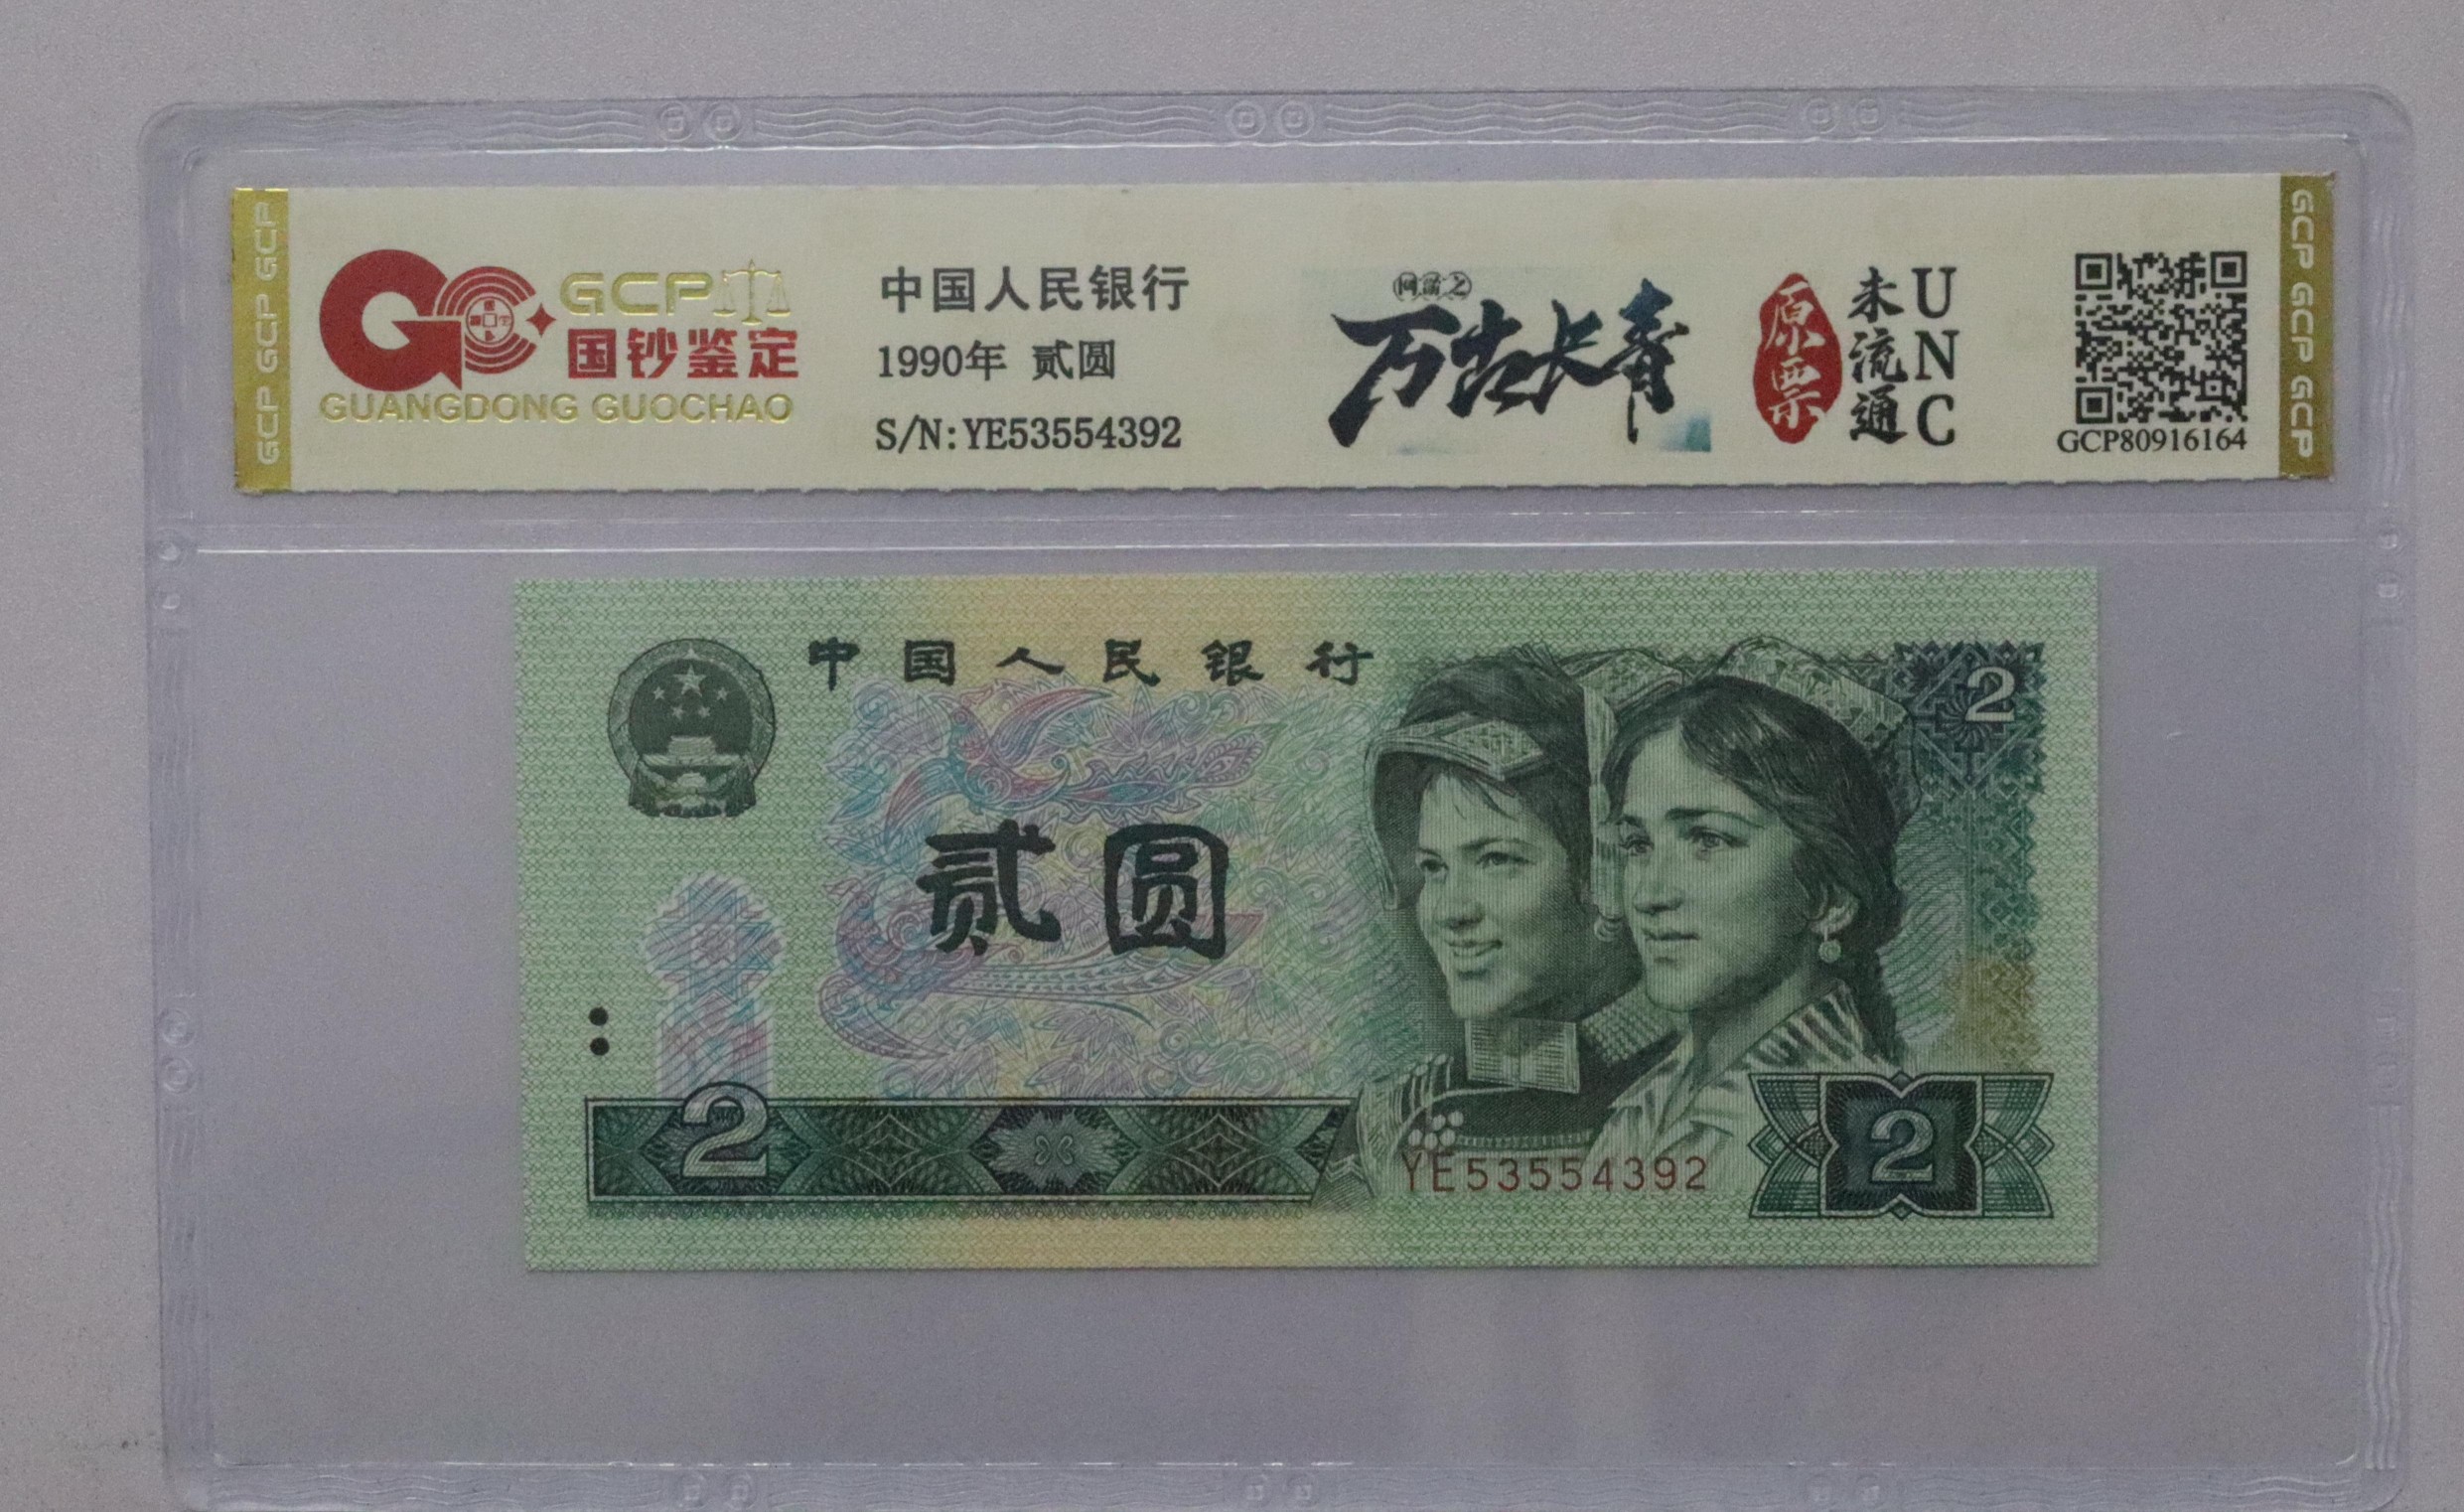 GCP GCP GCP
GCP
国钞鉴定
GUANGDONG GUOCHAO
中国人民银行
1990年 贰圆
S/N:YE53554392
万古长青
原票
未流通
UNC
GCP80916164
GCP GCP GCP
中国人民银行
2
贰圆
2
YE53554392
2